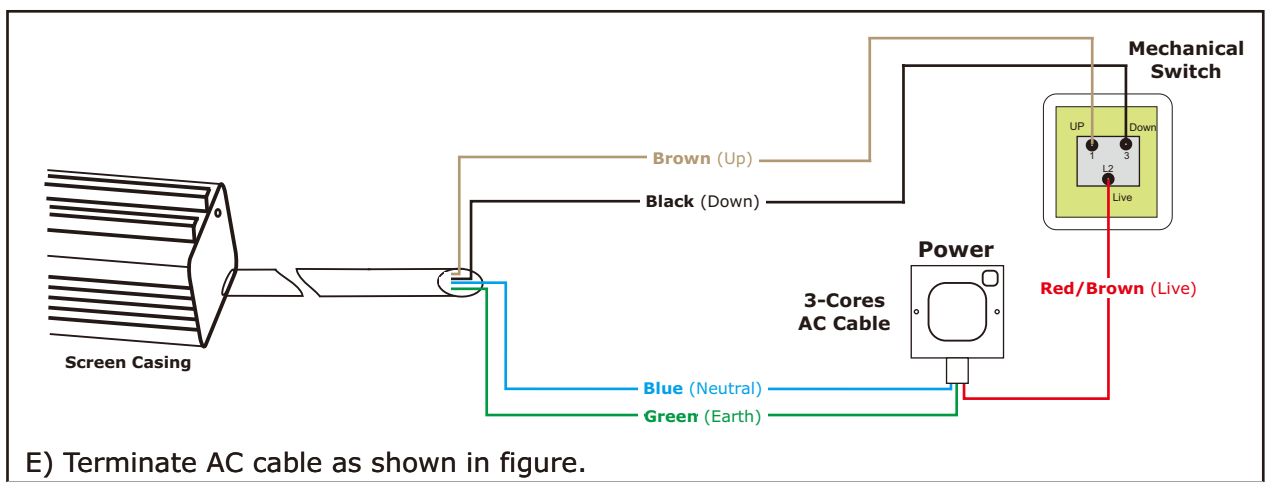 Mechanical
Switch
UP
Down
1
3
L2
Live
Brown (Up)
Black (Down)
Power
3-Cores
AC Cable
Red/Brown (Live)
Screen Casing
Blue (Neutral)
Green (Earth)
E) Terminate AC cable as shown in figure.